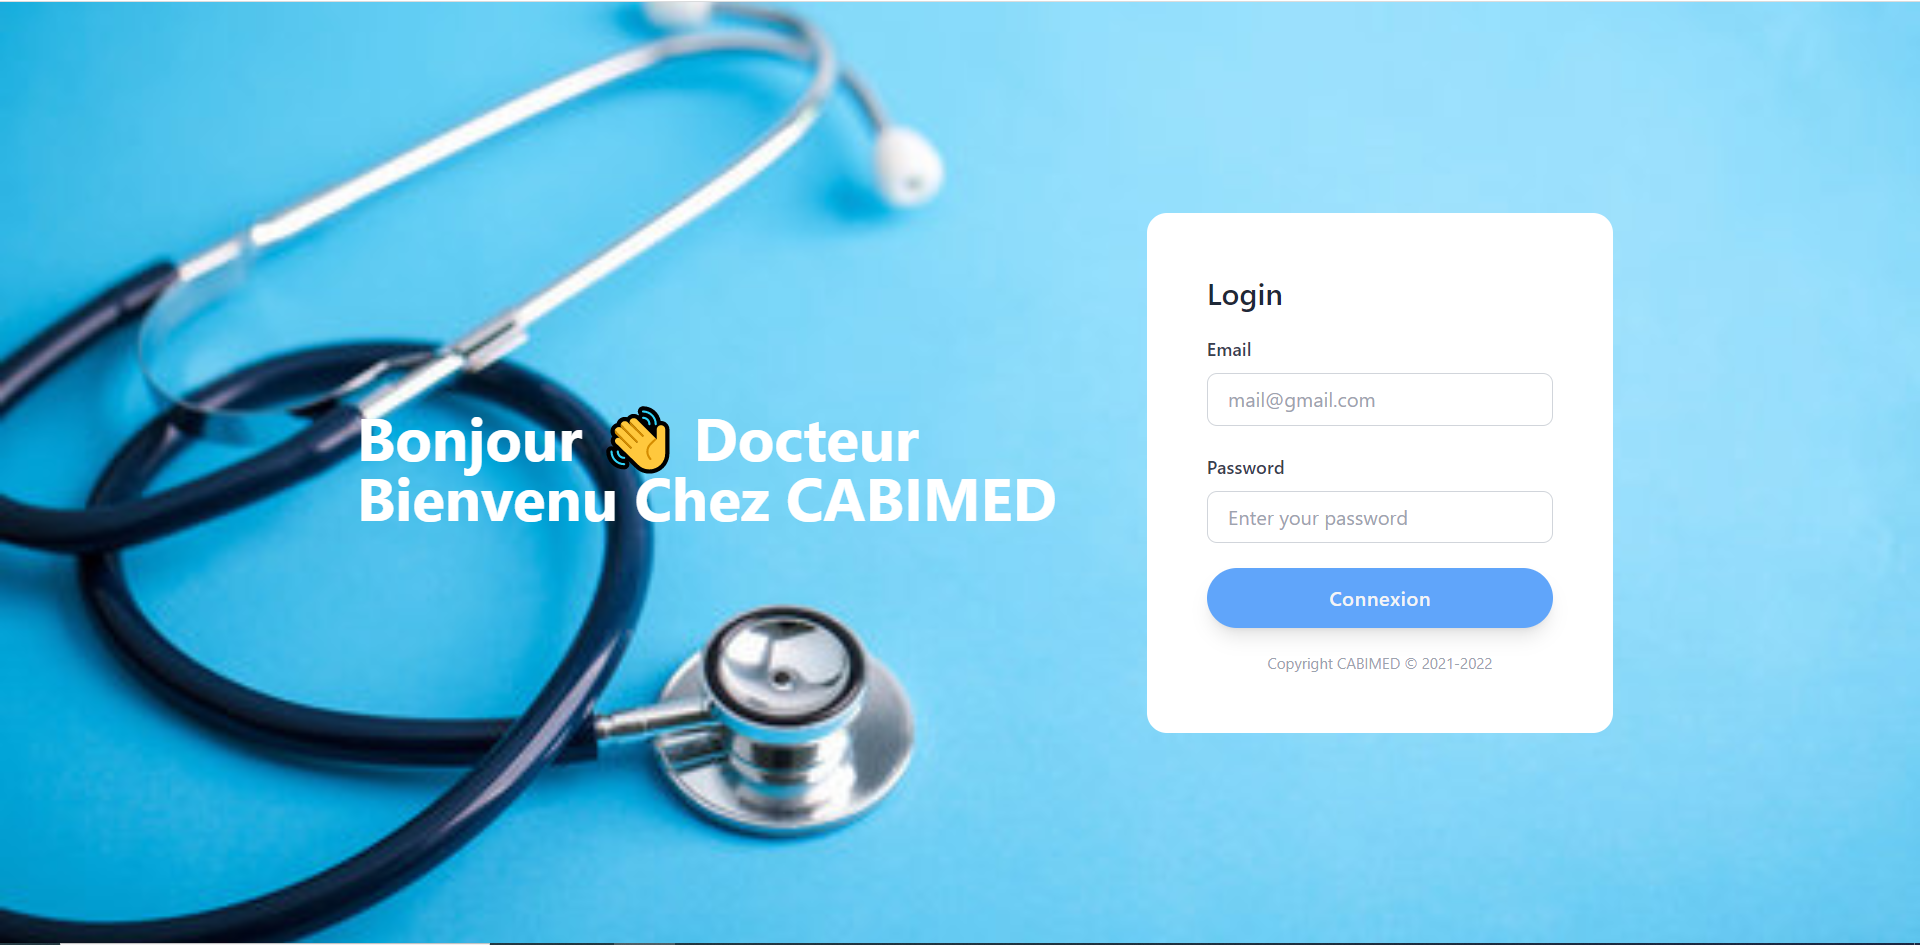 Bonjour 👋 Docteur
Bienvenu Chez CABIMED
Login
Email
mail@gmail.com
Password
Enter your password
Connexion
Copyright CABIMED © 2021-2022